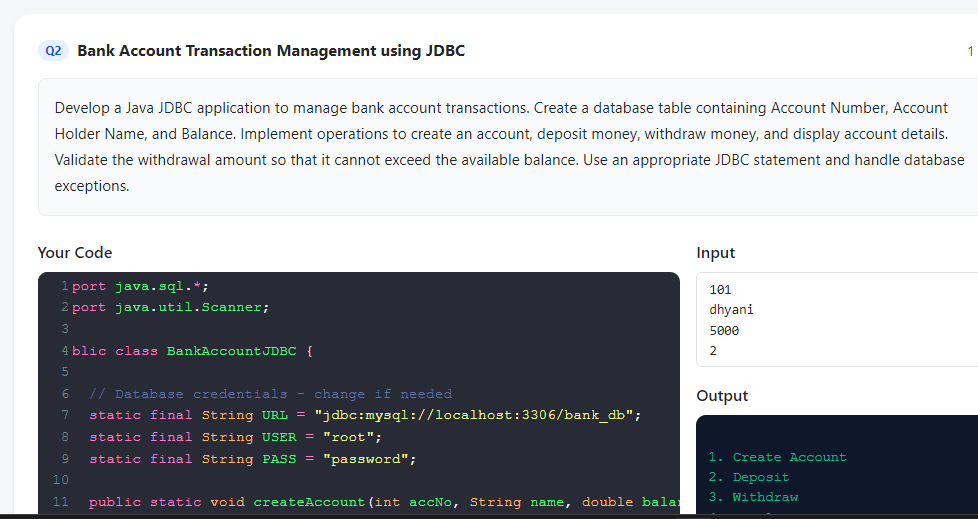 Q2 Bank Account Transaction Management using JDBC
1
Develop a Java JDBC application to manage bank account transactions. Create a database table containing Account Number, Account
Holder Name, and Balance. Implement operations to create an account, deposit money, withdraw money, and display account details.
Validate the withdrawal amount so that it cannot exceed the available balance. Use an appropriate JDBC statement and handle database
exceptions.
Your Code
1 port java.sql.*;
2 port java.util.Scanner;
3
4 blic class BankAccountJDBC {
5
6 // Database credentials - change if needed
7 static final String URL = "jdbc:mysql://localhost:3306/bank_db";
8 static final String USER = "root";
9 static final String PASS = "password";
10
11 public static void createAccount(int accNo, String name, double balan
Input
101
dhyani
5000
2
Output
1. Create Account
2. Deposit
3. Withdraw